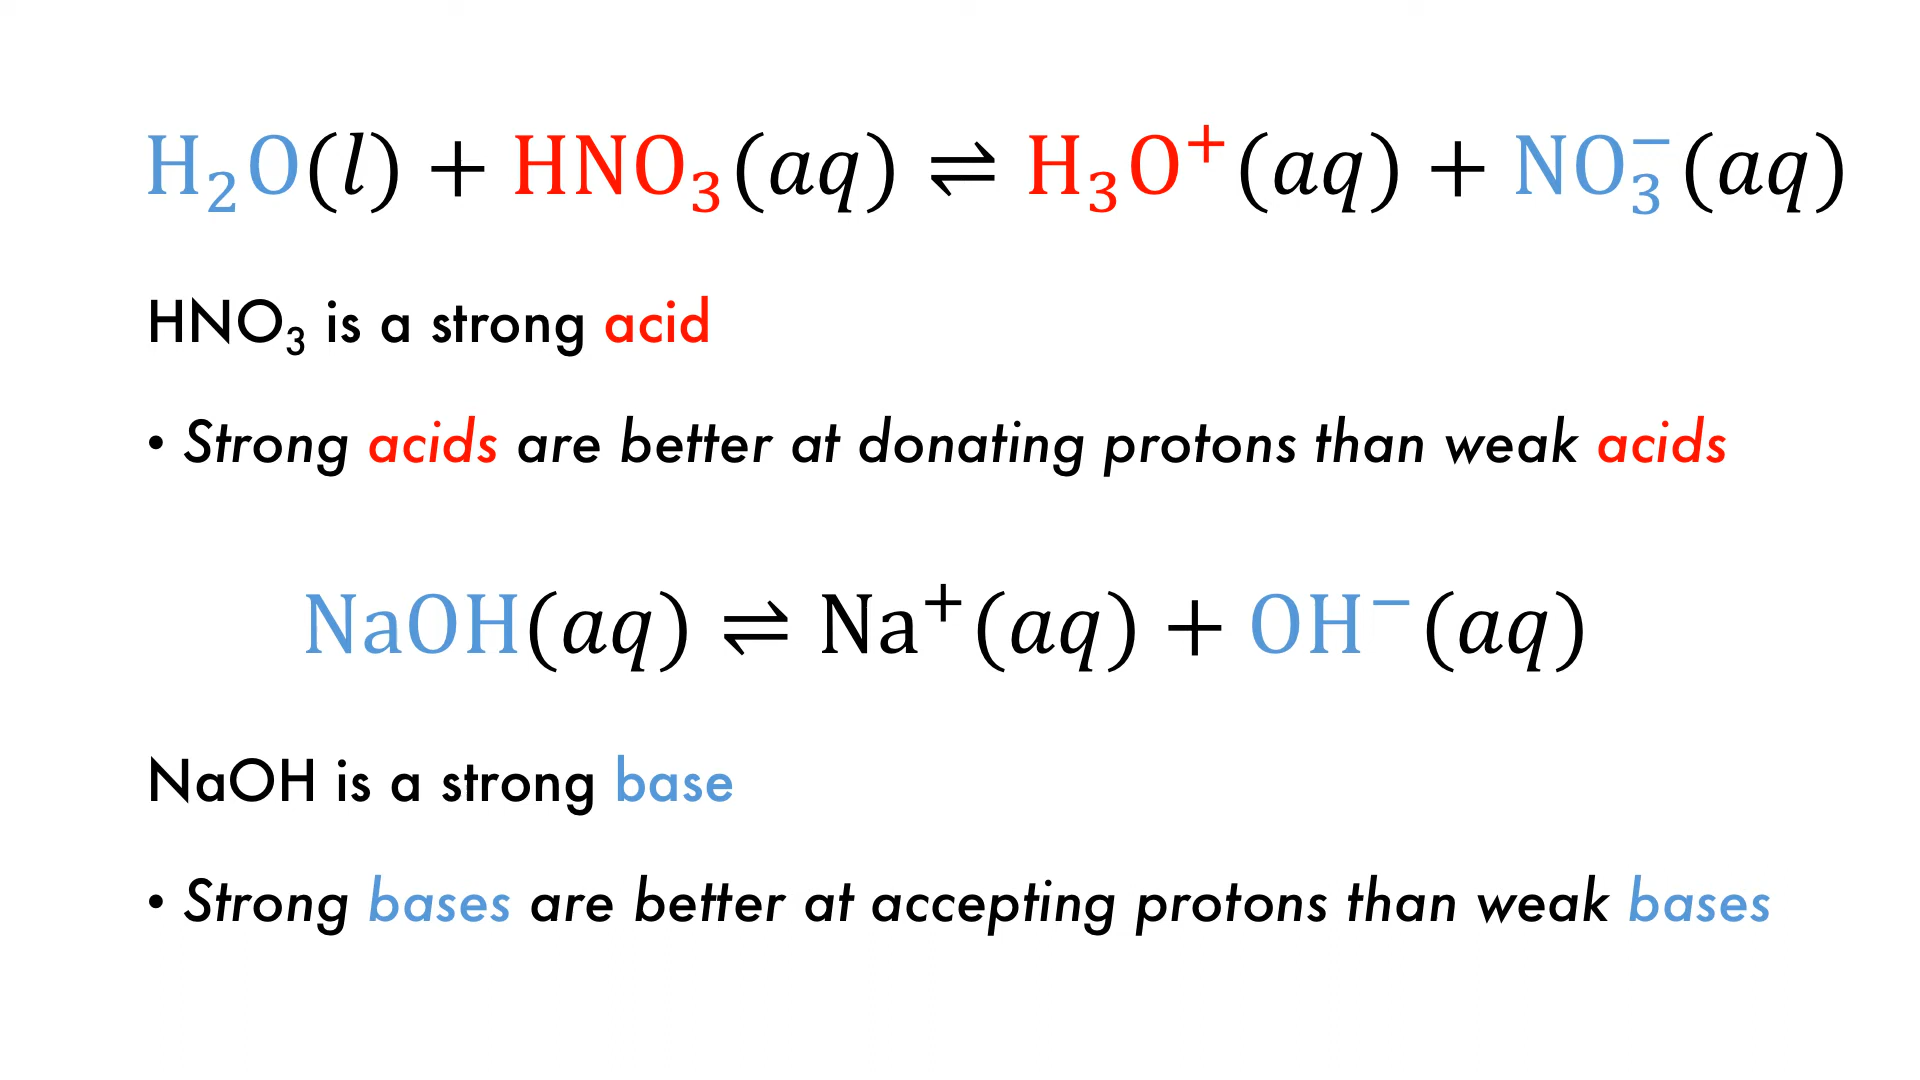 H₂O(l) + HNO₃(aq) ⇌ H₃O⁺(aq) + NO₃⁻(aq)
HNO₃ is a strong acid
• Strong acids are better at donating protons than weak acids
NaOH(aq) ⇌ Na⁺(aq) + OH⁻(aq)
NaOH is a strong base
• Strong bases are better at accepting protons than weak bases